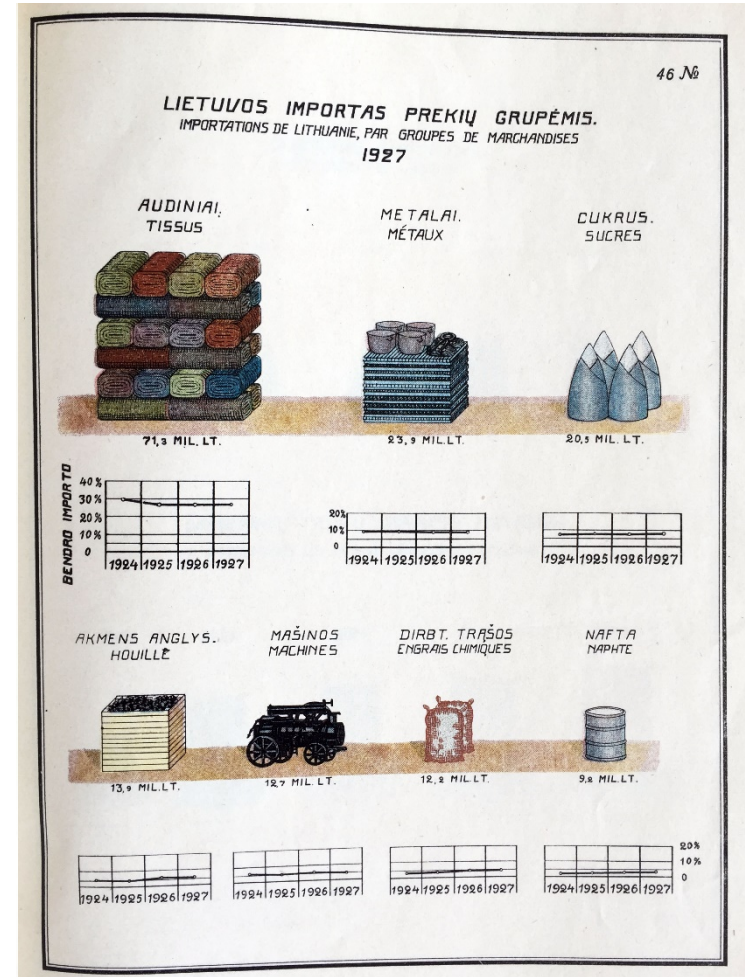 46 №
LIETUVOS IMPORTAS PREKIŲ GRUPĖMIS.
IMPORTATIONS DE LITHUANIE, PAR GROUPES DE MARCHANDISES
1927
AUDINIAI.
TISSUS
METALAI.
MÉTAUX
CUKRUS.
SUCRES
71,3 MIL. LT.
23,9 MIL. LT.
20,5 MIL. LT.
BENDRO IMPORTO
40%
30%
20%
10%
0
1924 1925 1926 1927
20%
10%
0
1924 1925 1926 1927
1924 1925 1926 1927
AKMENS ANGLYS.
HOUILLE
MAŠINOS
MACHINES
DIRBT. TRĄŠOS
ENGRAIS CHIMIQUES
NAFTA
NAPHTE
13,9 MIL. LT.
12,7 MIL. LT.
12,2 MIL. LT.
9,2 MIL. LT.
1924 1925 1926 1927
1924 1925 1926 1927
1924 1925 1926 1927
20%
10%
0
1924 1925 1926 1927